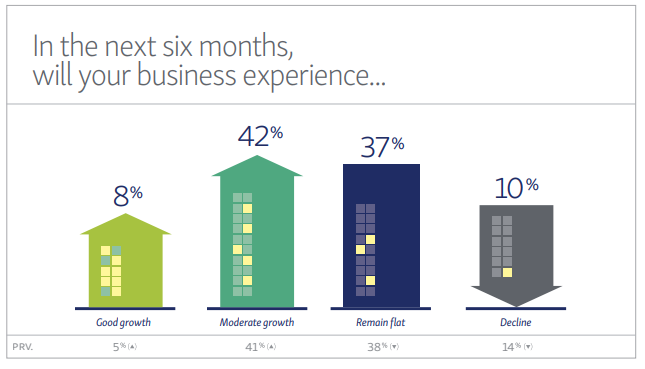 In the next six months,
will your business experience...
8%
42%
37%
10%
Good growth
Moderate growth
Remain flat
Decline
PRV.
5% (▲)
41% (▲)
38% (▼)
14% (▼)